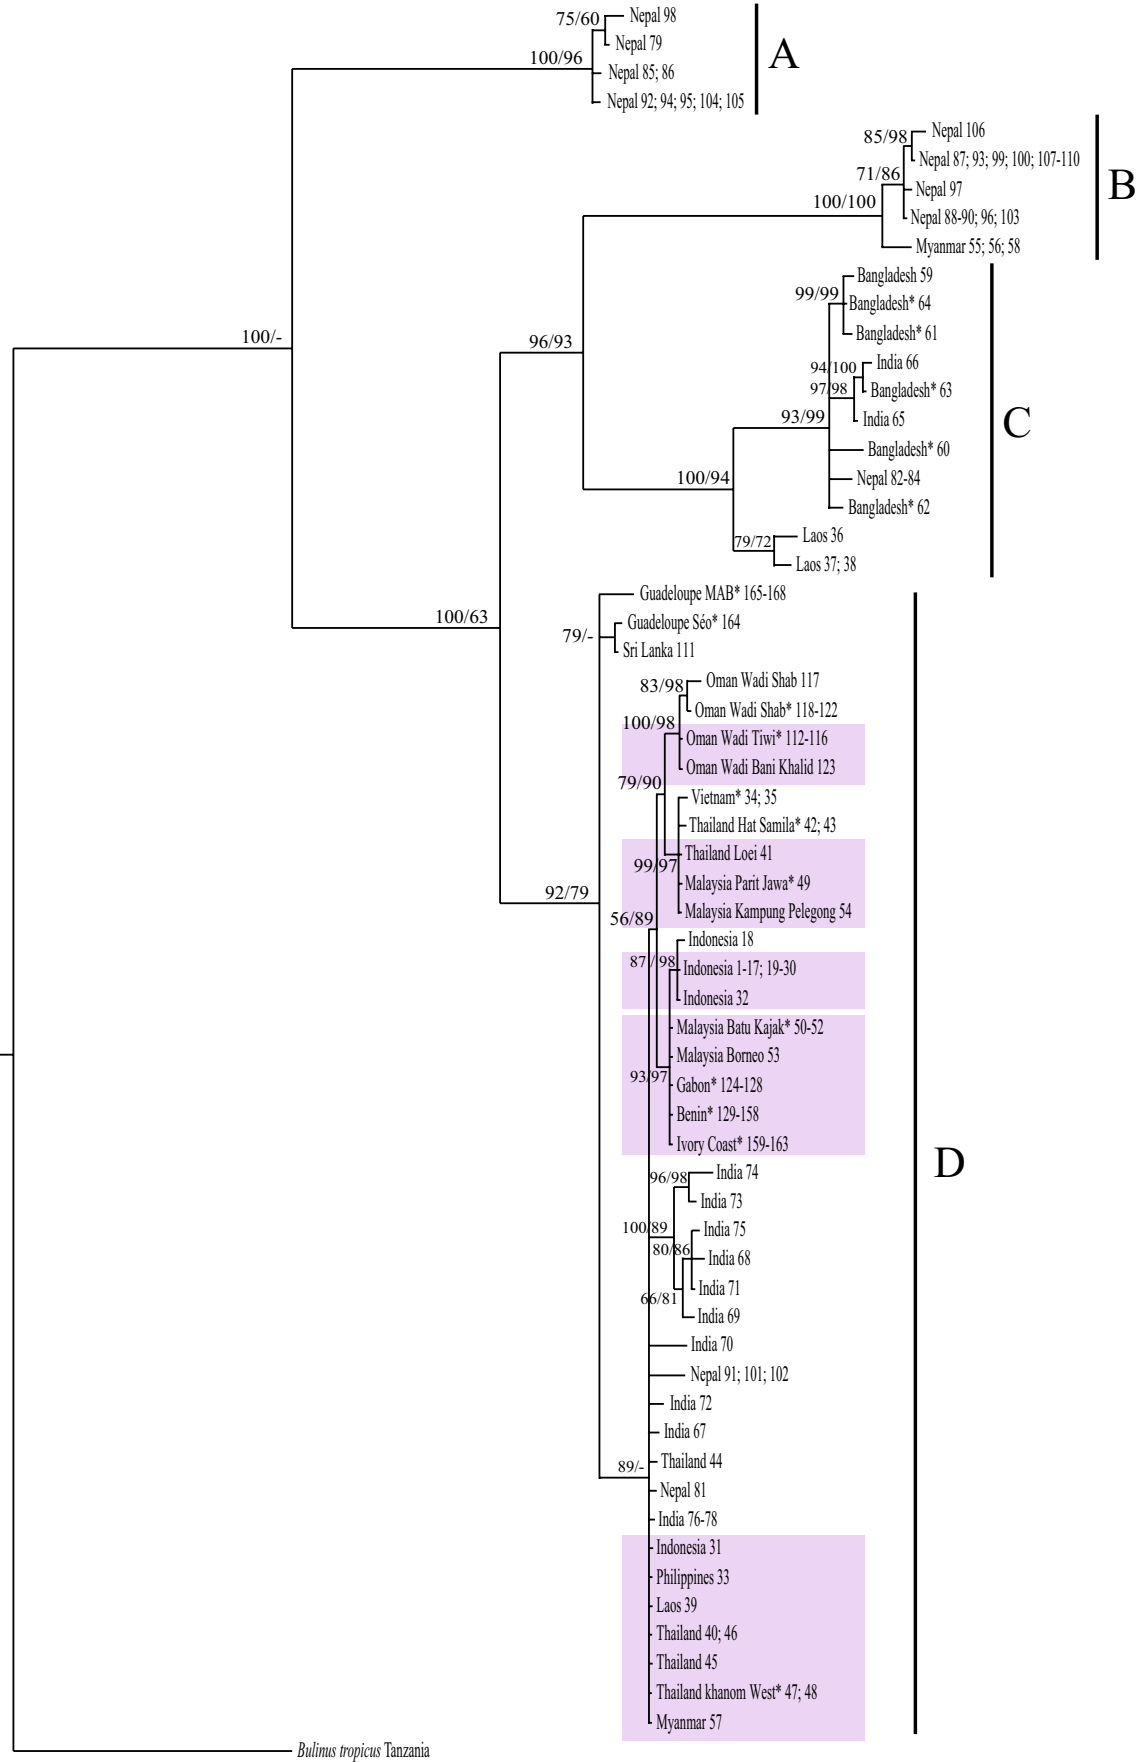 75/60
Nepal 98
Nepal 79
100/96
Nepal 85; 86
Nepal 92; 94; 95; 104; 105
A
85/98
Nepal 106
Nepal 87; 93; 99; 100; 107-110
71/86
Nepal 97
100/100
Nepal 88-90; 96; 103
Myanmar 55; 56; 58
B
Bangladesh 59
99/99
Bangladesh* 64
Bangladesh* 61
100/-
96/93
94/100
India 66
97/98
Bangladesh* 63
India 65
93/99
Bangladesh* 60
100/94
Nepal 82-84
Bangladesh* 62
79/72
Laos 36
Laos 37; 38
C
100/63
Guadeloupe MAB* 165-168
79/-
Guadeloupe Séo* 164
Sri Lanka 111
83/98
Oman Wadi Shab 117
Oman Wadi Shab* 118-122
100/98
Oman Wadi Tiwi* 112-116
Oman Wadi Bani Khalid 123
79/90
Vietnam* 34; 35
Thailand Hat Samila* 42; 43
Thailand Loei 41
99/97
Malaysia Parit Jawa* 49
92/79
Malaysia Kampung Pelegong 54
56/89
Indonesia 18
87/98
Indonesia 1-17; 19-30
Indonesia 32
Malaysia Batu Kajak* 50-52
Malaysia Borneo 53
93/97
Gabon* 124-128
Benin* 129-158
Ivory Coast* 159-163
D
96/98
India 74
India 73
100/89
India 75
80/86
India 68
India 71
66/81
India 69
India 70
Nepal 91; 101; 102
India 72
India 67
89/-
Thailand 44
Nepal 81
India 76-78
Indonesia 31
Philippines 33
Laos 39
Thailand 40; 46
Thailand 45
Thailand khanom West* 47; 48
Myanmar 57
Bulinus tropicus Tanzania